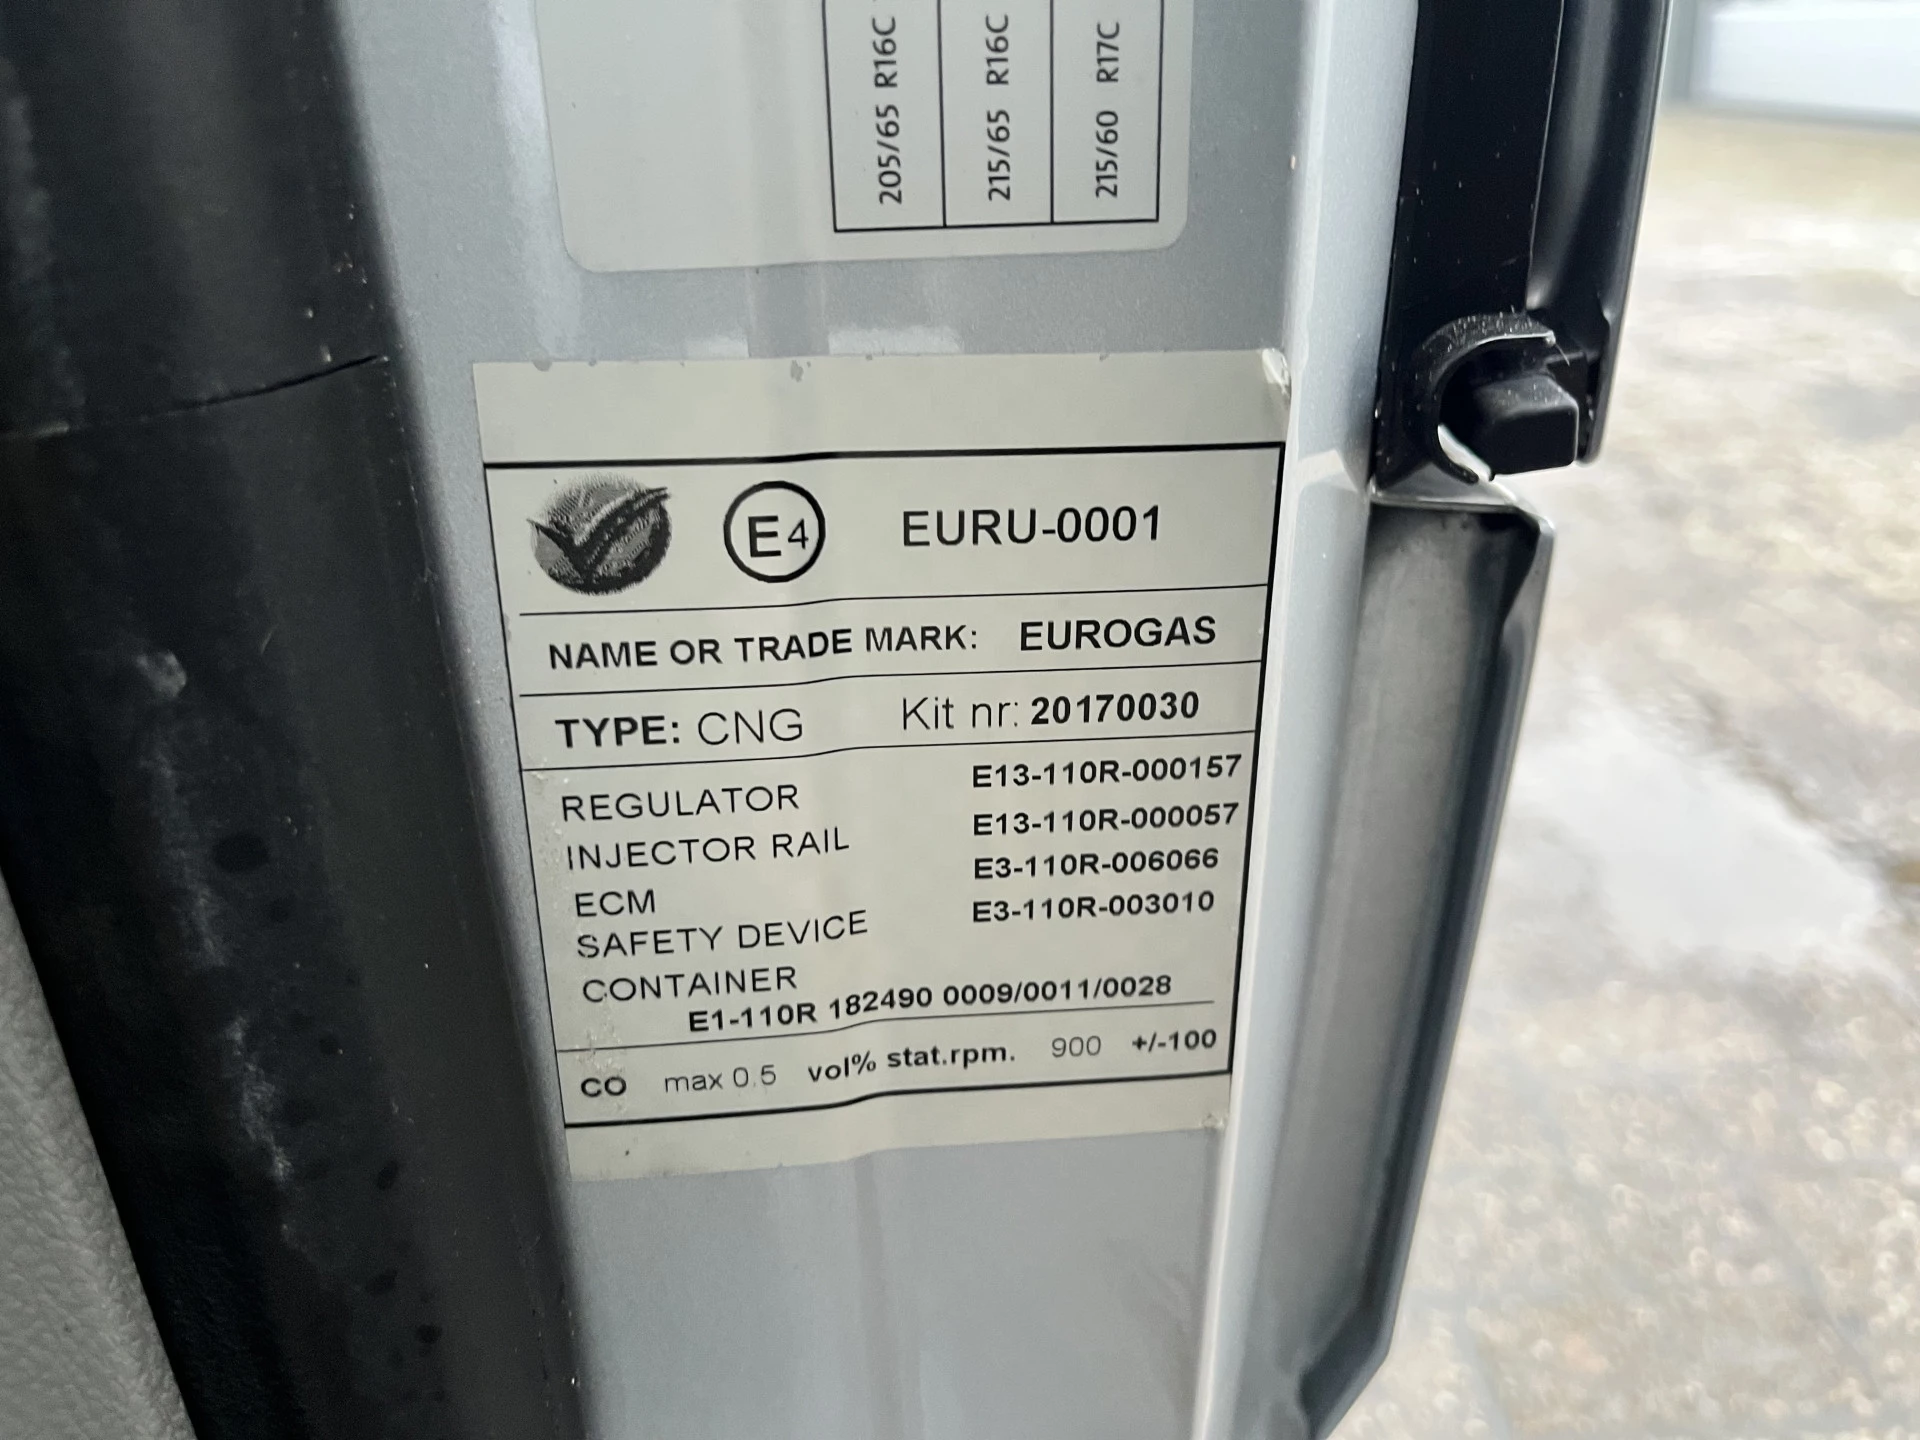 205/65 R16C
215/65 R16C
215/60 R17C
E4 EURU-0001
NAME OR TRADE MARK: EUROGAS
TYPE: CNG Kit nr: 20170030
REGULATOR E13-110R-000157
INJECTOR RAIL E13-110R-000057
ECM E3-110R-006066
SAFETY DEVICE E3-110R-003010
CONTAINER
E1-110R 182490 0009/0011/0028
CO max 0.5 vol% stat.rpm. 900 +/-100